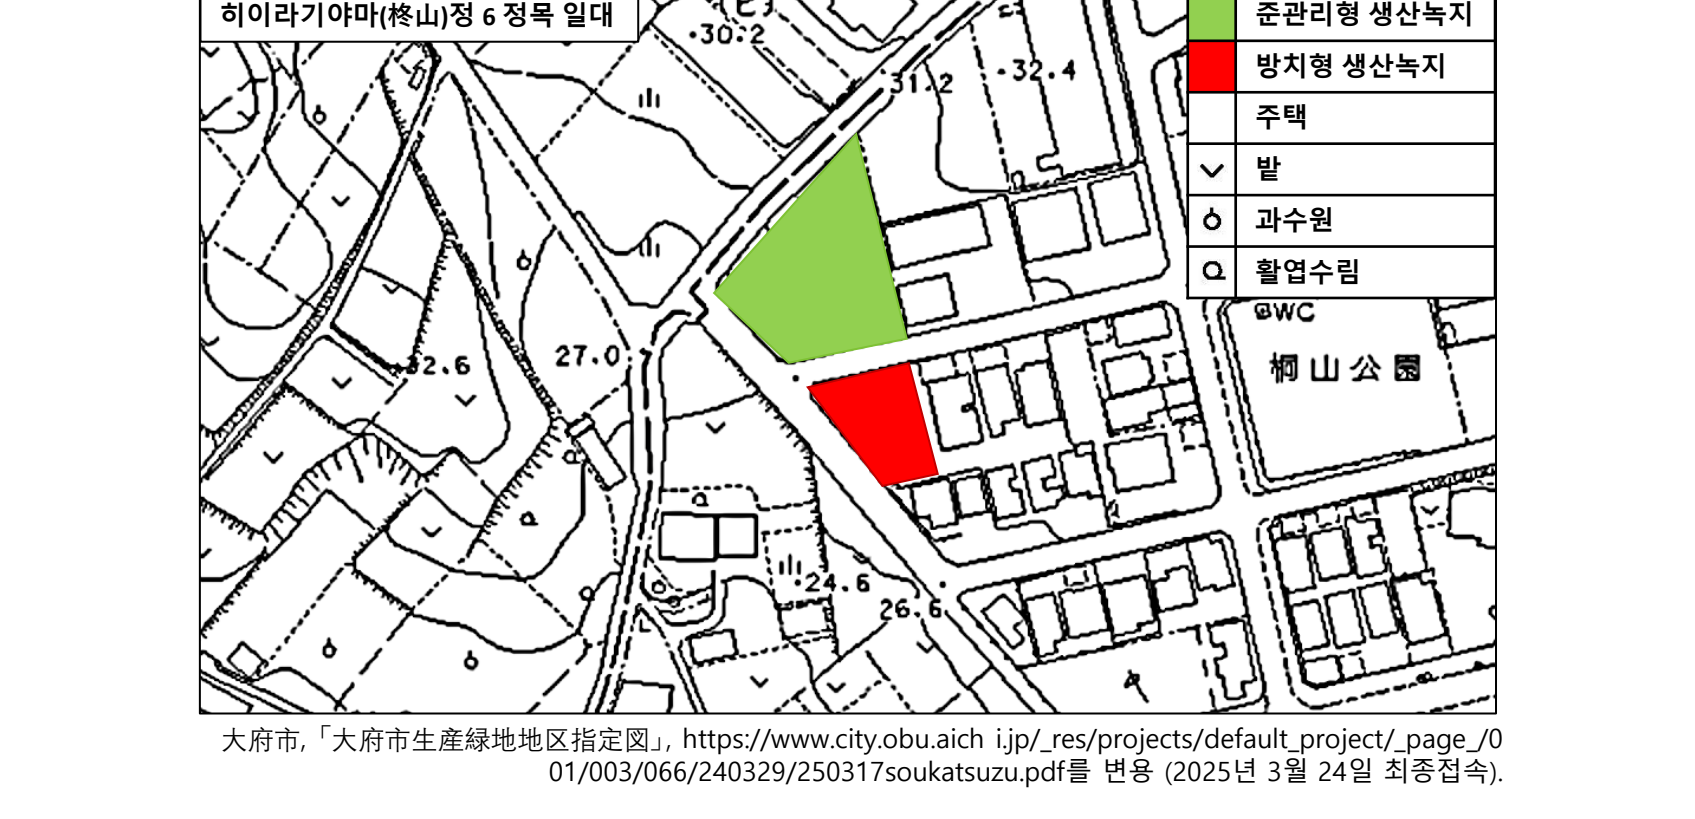 히이라기야마(柊山)정 6 정목 일대
준관리형 생산녹지
방치형 생산녹지
주택
밭
과수원
활엽수림
30.2
31.2
32.4
WC
桐山公園
27.0
32.6
24.6
26.6
大府市,「大府市生産緑地地区指定図」, https://www.city.obu.aich i.jp/_res/projects/default_project/_page_/0
01/003/066/240329/250317soukatsuzu.pdf를 변용 (2025년 3월 24일 최종접속).